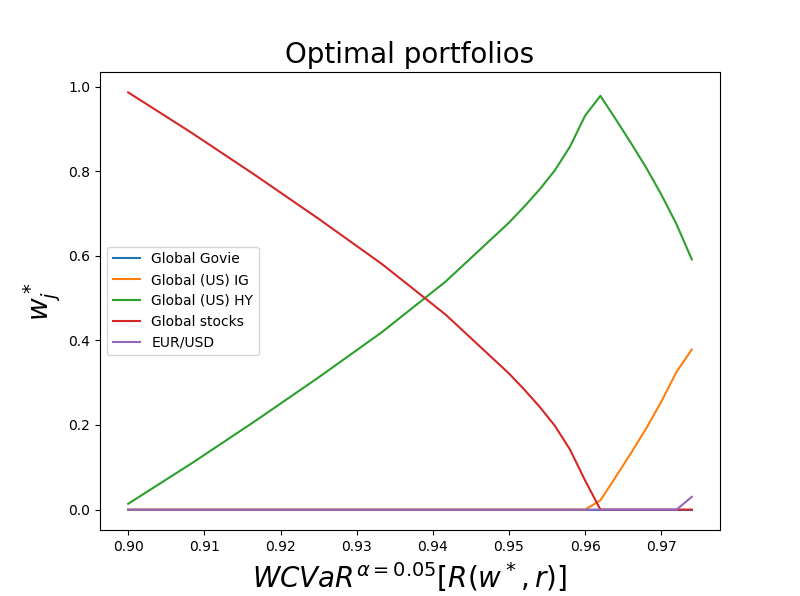 Optimal portfolios
1.0
0.8
0.6
0.4
0.2
0.0
w*j
Global Govie
Global (US) IG
Global (US) HY
Global stocks
EUR/USD
0.90 0.91 0.92 0.93 0.94 0.95 0.96 0.97
WCVaR^α = 0.05[R(w*, r)]